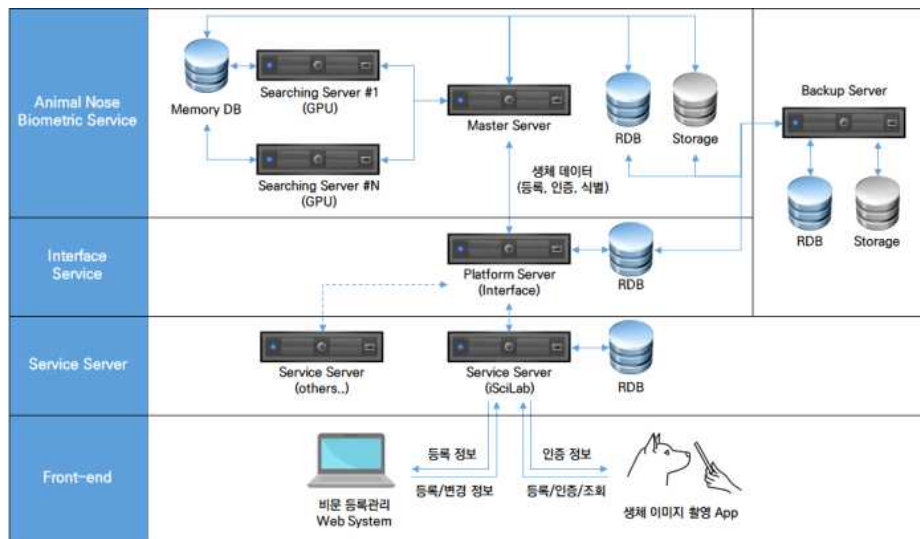 Animal Nose
Biometric Service
Memory DB
Searching Server #1
(GPU)
Searching Server #N
(GPU)
Master Server
RDB
Storage
Backup Server
RDB
Storage
생체 데이터
(등록, 인증, 식별)
Interface
Service
Platform Server
(Interface)
RDB
Service Server
Service Server
(others..)
Service Server
(iSciLab)
RDB
Front-end
비문 등록관리
Web System
등록 정보
등록/변경 정보
인증 정보
등록/인증/조회
생체 이미지 촬영 App